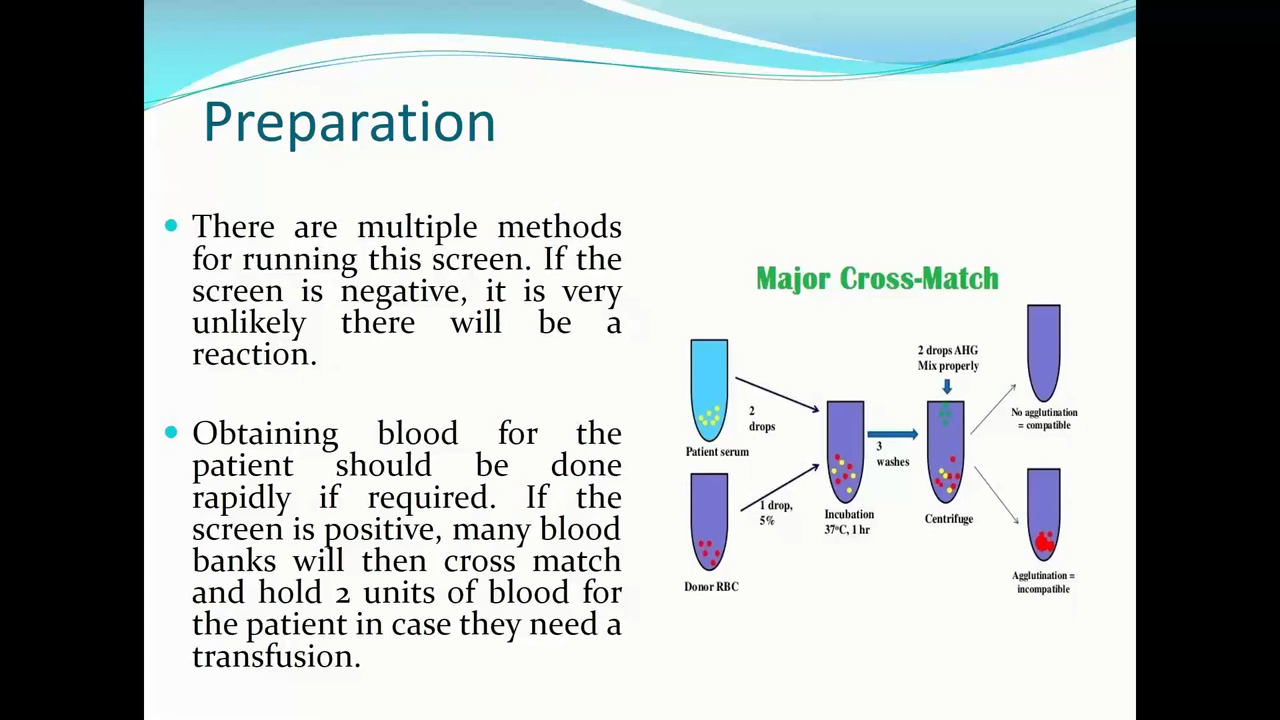 Preparation
There are multiple methods
for running this screen. If the
screen is negative, it is very
unlikely there will be a
reaction.
Obtaining blood for the
patient should be done
rapidly if required. If the
screen is positive, many blood
banks will then cross match
and hold 2 units of blood for
the patient in case they need a
transfusion.
Major Cross-Match
2 drops AHG
Mix properly
2
drops
Patient serum
No agglutination
= compatible
3
washes
1 drop,
5%
Incubation
37°C, 1 hr
Centrifuge
Donor RBC
Agglutination =
incompatible